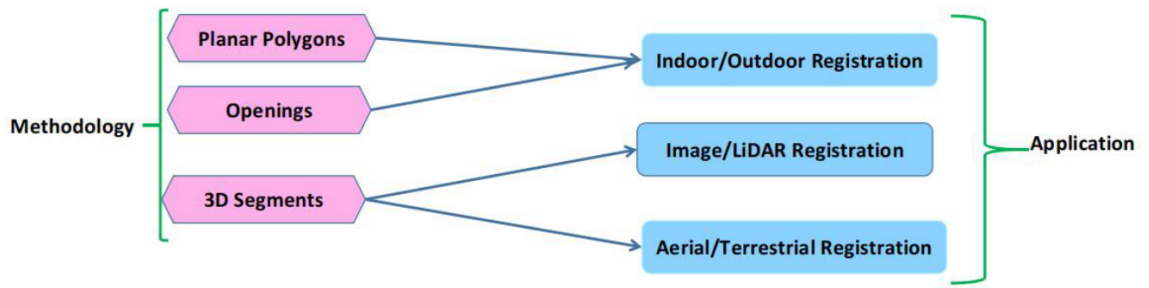 Methodology
Planar Polygons
Openings
3D Segments
Indoor/Outdoor Registration
Image/LiDAR Registration
Aerial/Terrestrial Registration
Application